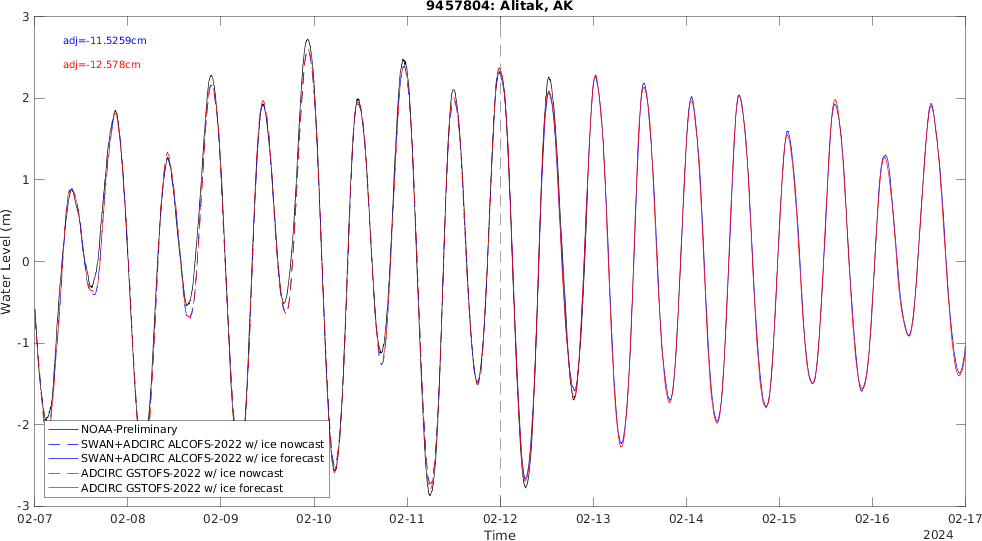 9457804: Alitak, AK
adj=-11.5259cm
adj=-12.578cm
Water Level (m)
3
2
1
0
-1
-2
-3
NOAA-Preliminary
SWAN+ADCIRC ALCOFS-2022 w/ ice nowcast
SWAN+ADCIRC ALCOFS-2022 w/ ice forecast
ADCIRC GSTOFS-2022 w/ ice nowcast
ADCIRC GSTOFS-2022 w/ ice forecast
02-07 02-08 02-09 02-10 02-11 02-12 02-13 02-14 02-15 02-16 02-17
Time
2024